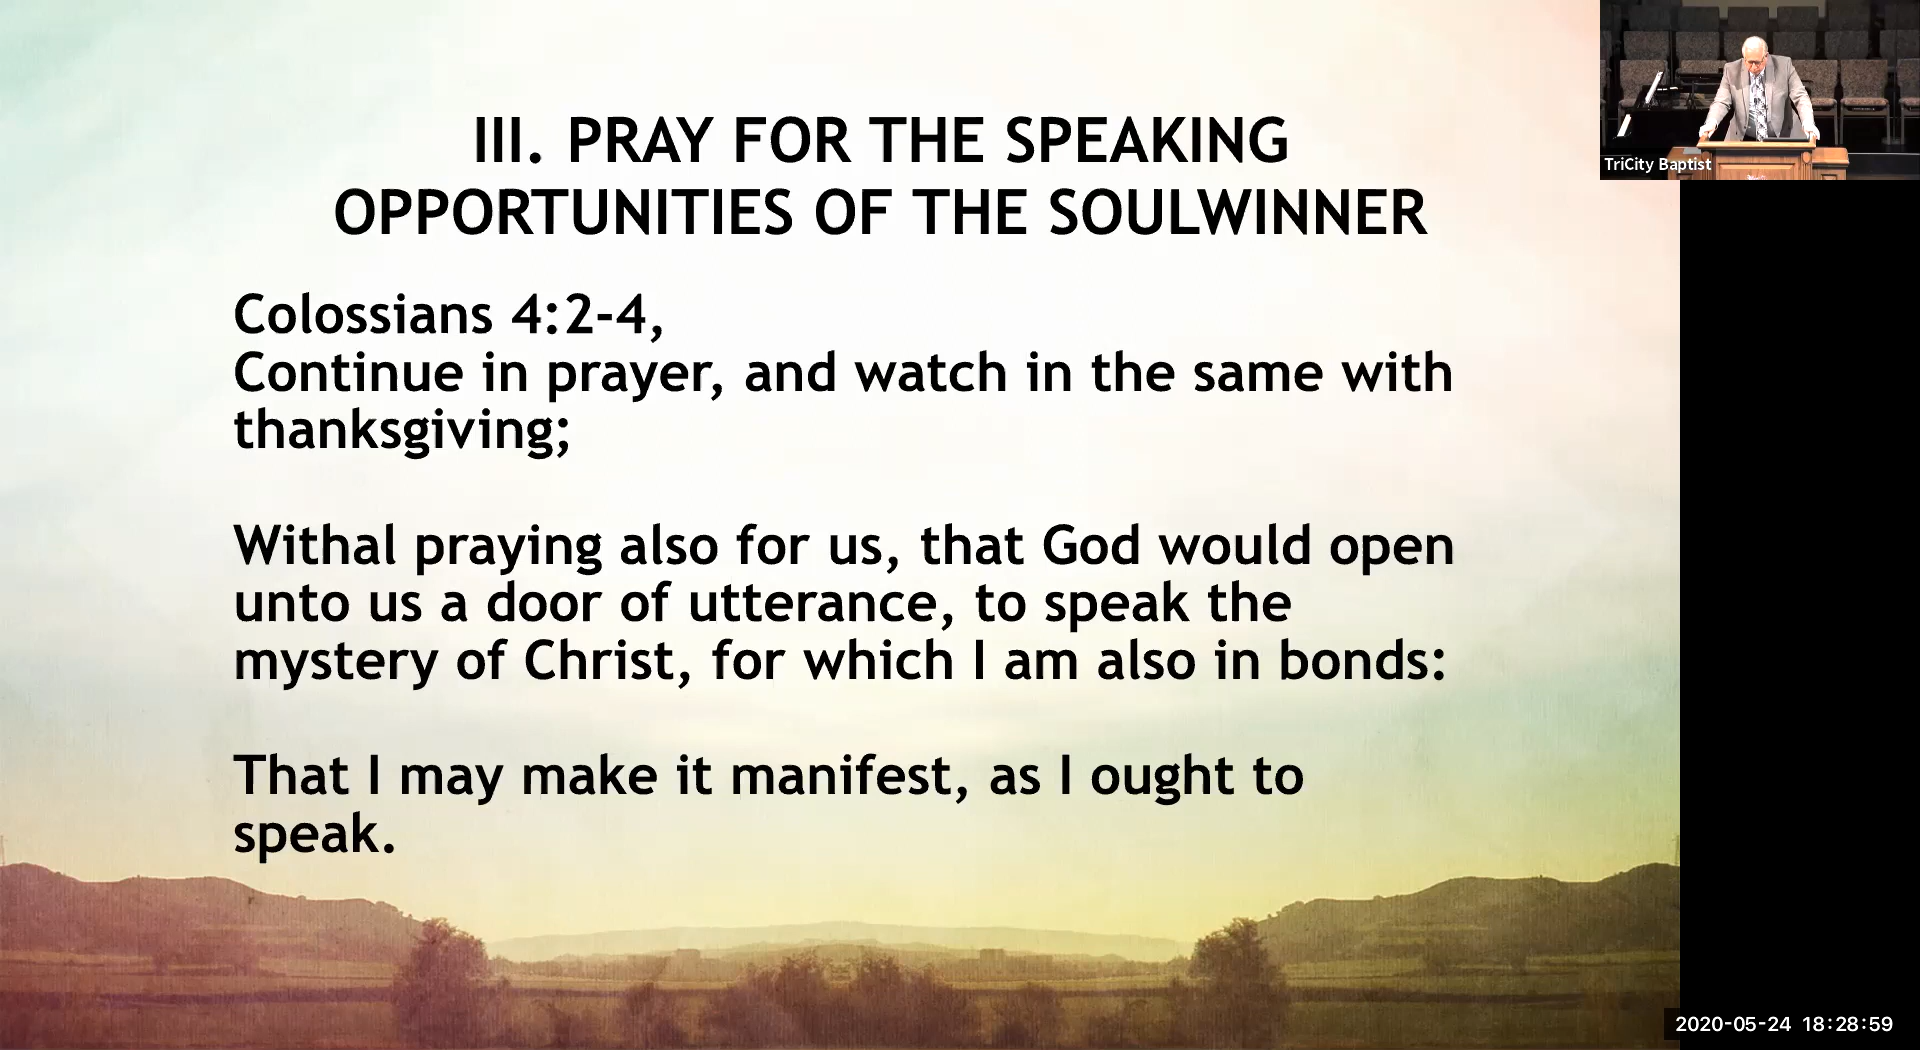 III. PRAY FOR THE SPEAKING
OPPORTUNITIES OF THE SOULWINNER
Colossians 4:2-4,
Continue in prayer, and watch in the same with
thanksgiving;
Withal praying also for us, that God would open
unto us a door of utterance, to speak the
mystery of Christ, for which I am also in bonds:
That I may make it manifest, as I ought to
speak.
TriCity Baptist
2020-05-24 18:28:59